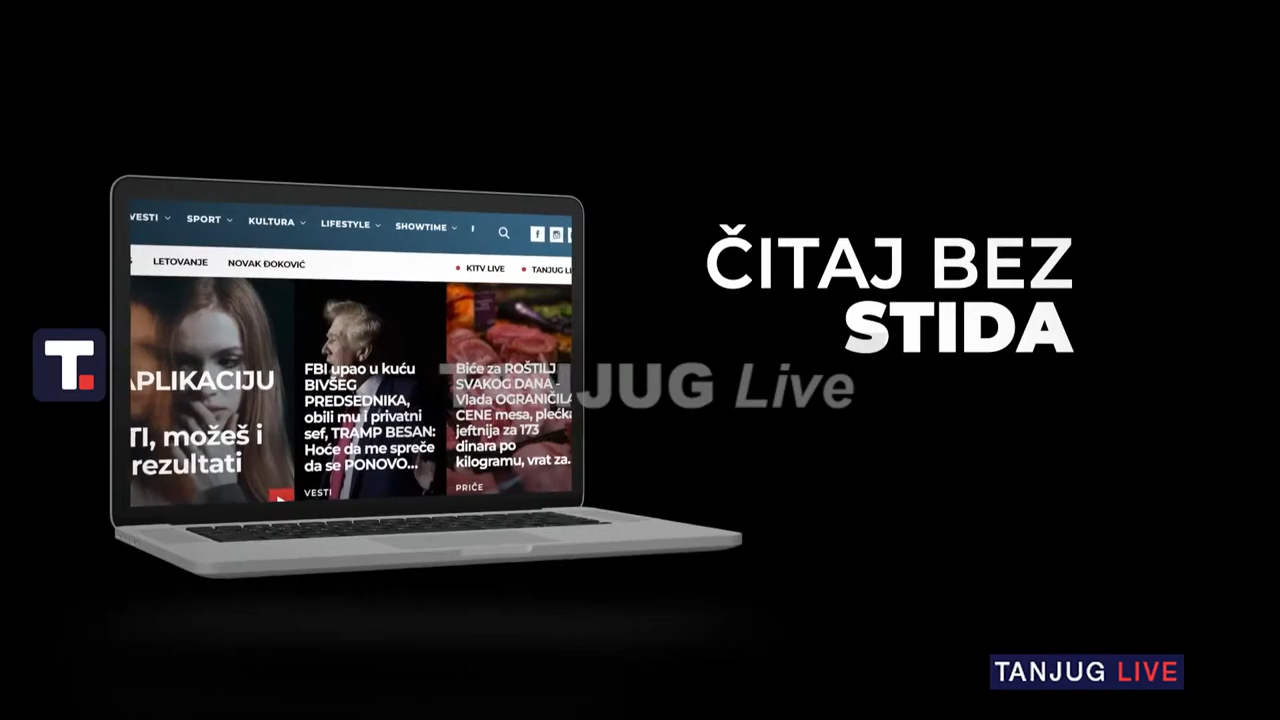 VESTI SPORT KULTURA LIFESTYLE SHOWTIME
LETOVANJE NOVAK ĐOKOVIĆ K1TV LIVE TANJUG LI
APLIKACIJU
TI, možeš i
rezultati
FBI upao u kuću
BIVŠEG
PREDSEDNIKA,
obili mu i privatni
sef, TRAMP BESAN:
Hoće da me spreče
da se PONOVO...
VESTI
Biće za ROŠTILJ
SVAKOG DANA -
Vlada OGRANIČILA
CENE mesa, plećka
jeftinija za 173
dinara po
kilogramu, vrat za...
PRIČE
ČITAJ BEZ
STIDA
T.
TANJUG Live
TANJUG LIVE